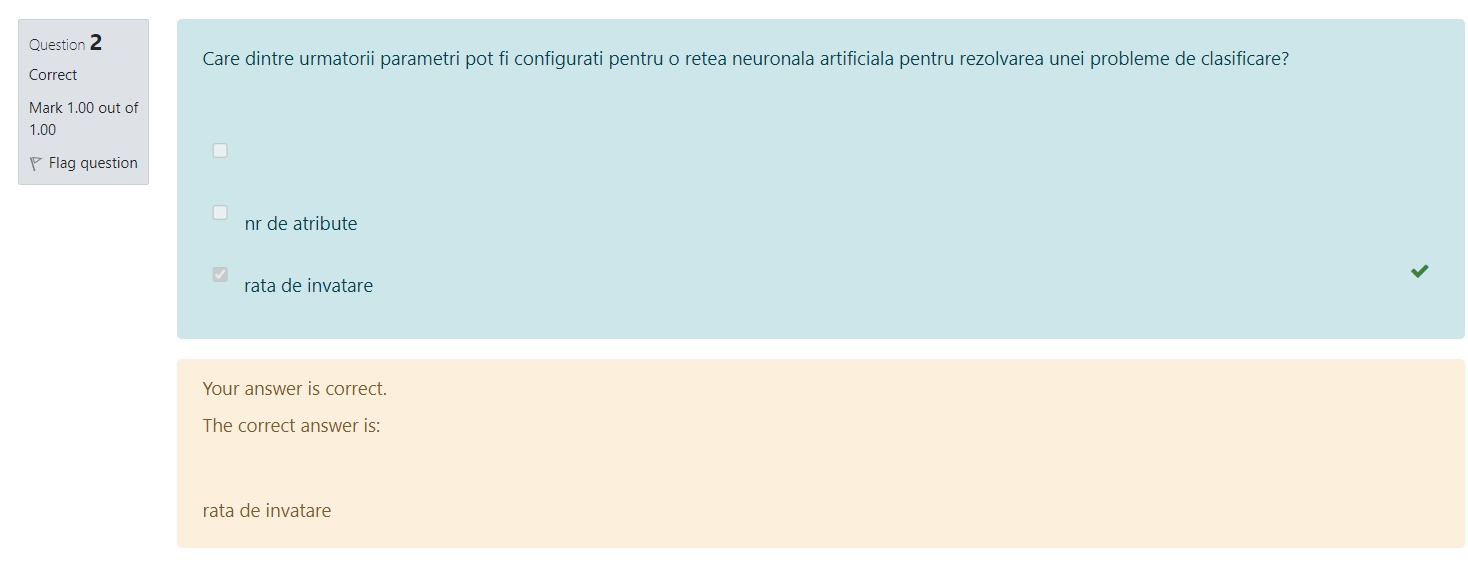 Question 2
Correct
Mark 1.00 out of
1.00
Flag question
Care dintre urmatorii parametri pot fi configurati pentru o retea neuronala artificiala pentru rezolvarea unei probleme de clasificare?
nr de atribute
rata de invatare
Your answer is correct.
The correct answer is:
rata de invatare